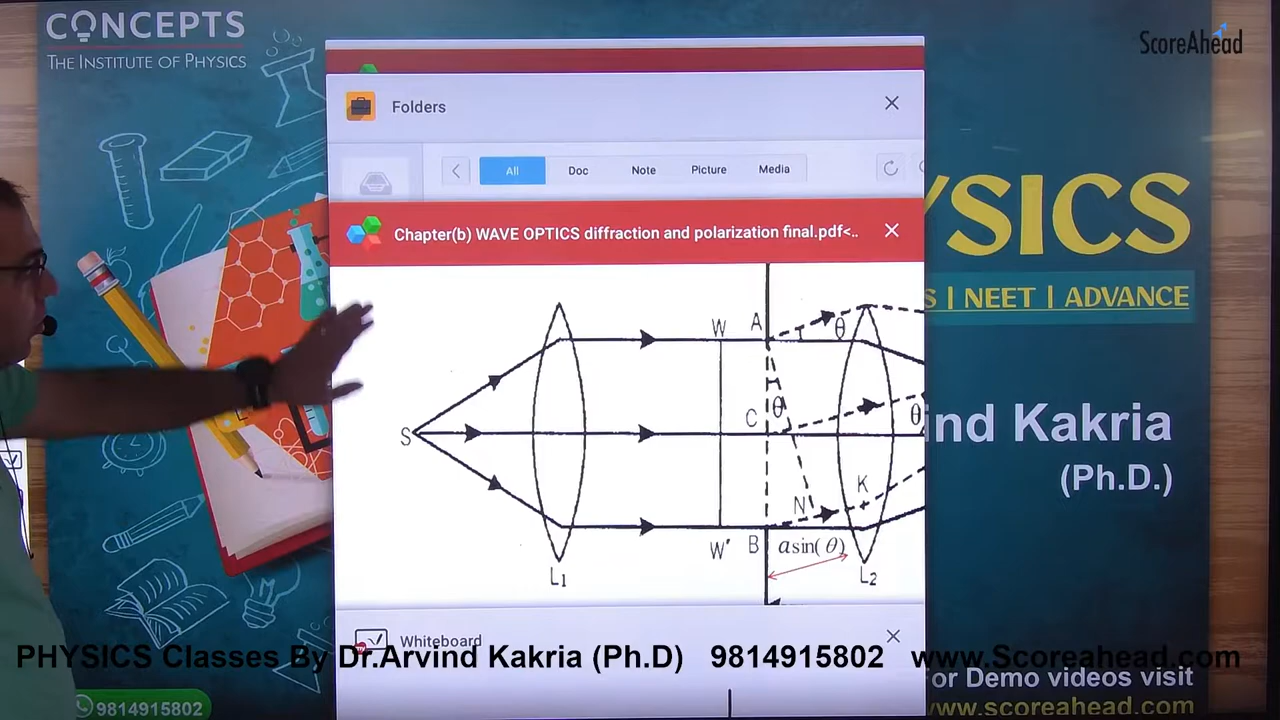 CONCEPTS
THE INSTITUTE OF PHYSICS
ScoreAhead
Folders
All
Doc
Note
Picture
Media
Chapter(b) WAVE OPTICS diffraction and polarization final.pdf<..
YSICS
S | NEET | ADVANCE
ind Kakria
(Ph.D.)
S
L1
W
W'
A
θ
θ
C
θ
N
K
B
asin(θ)
L2
Whiteboard
PHYSICS Classes By Dr.Arvind Kakria (Ph.D) 9814915802 www.Scoreahead.com
For Demo videos visit
9814915802
www.scoreahead.com